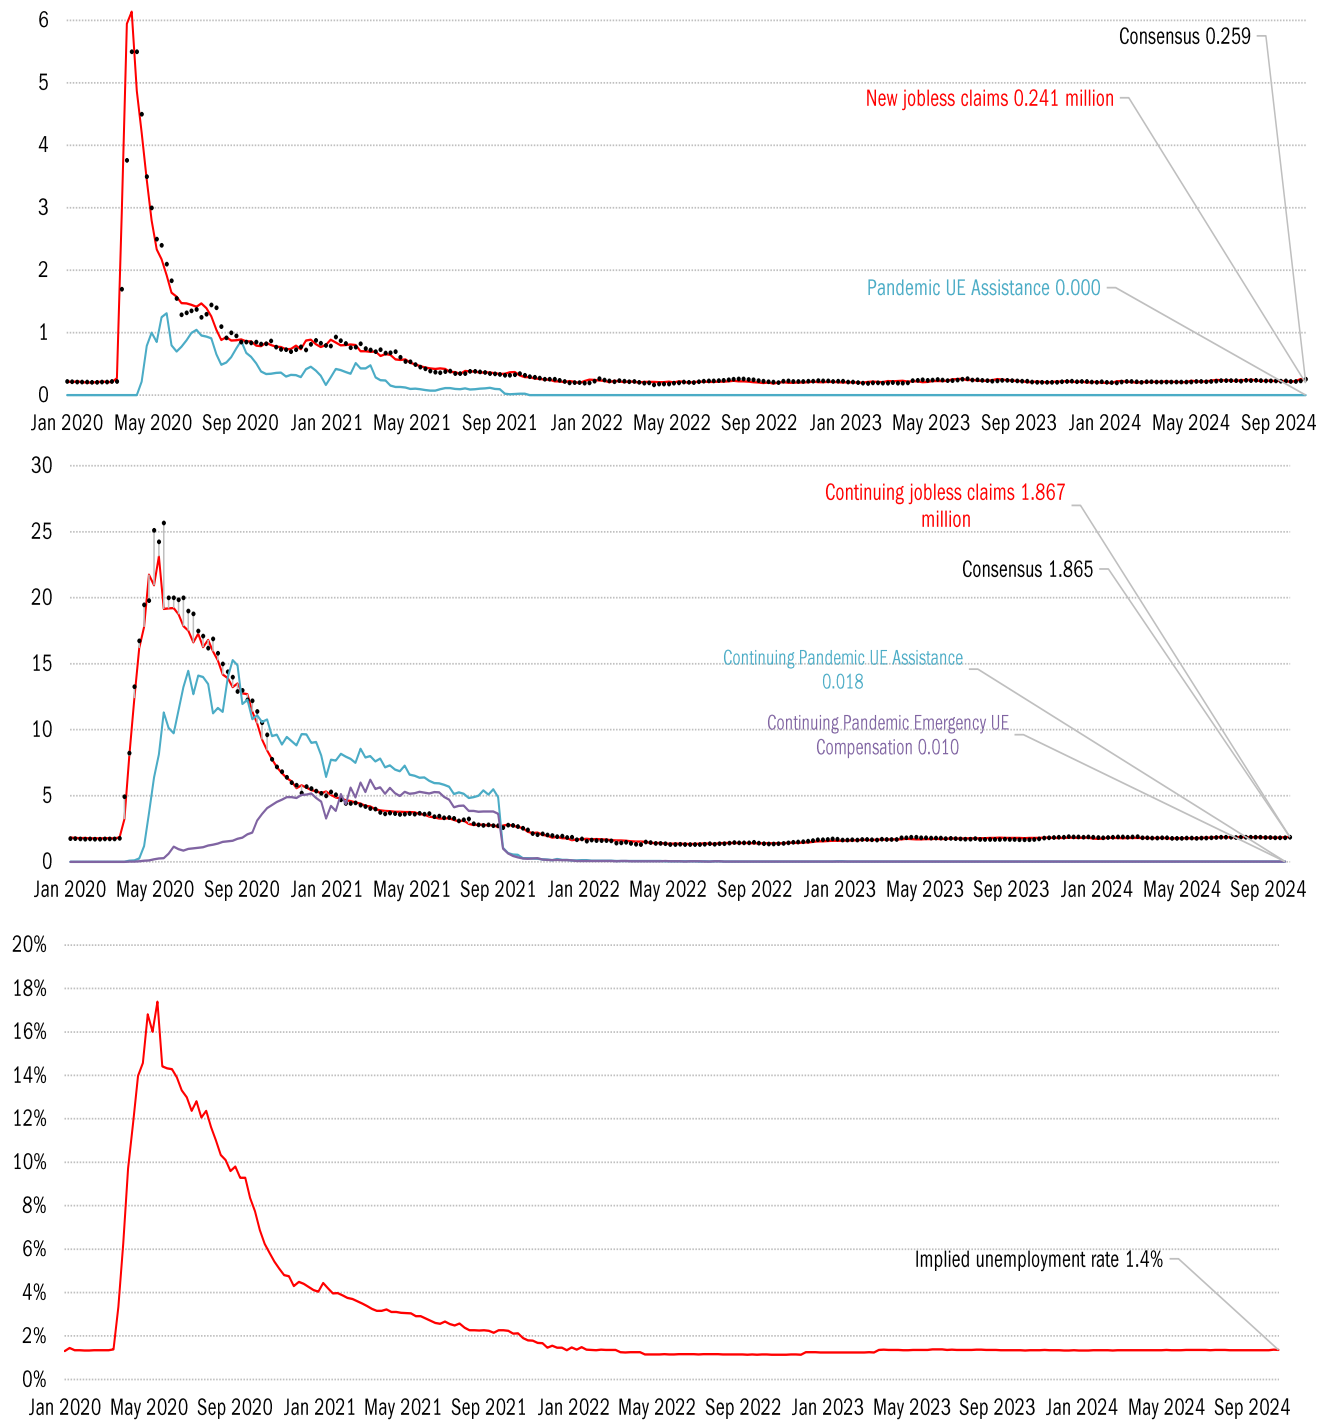 6
Consensus 0.259
5
New jobless claims 0.241 million
4
3
2
Pandemic UE Assistance 0.000
1
0
Jan 2020 May 2020 Sep 2020 Jan 2021 May 2021 Sep 2021 Jan 2022 May 2022 Sep 2022 Jan 2023 May 2023 Sep 2023 Jan 2024 May 2024 Sep 2024
30
Continuing jobless claims 1.867
million
25
Consensus 1.865
20
Continuing Pandemic UE Assistance
0.018
15
Continuing Pandemic Emergency UE
Compensation 0.010
10
5
0
Jan 2020 May 2020 Sep 2020 Jan 2021 May 2021 Sep 2021 Jan 2022 May 2022 Sep 2022 Jan 2023 May 2023 Sep 2023 Jan 2024 May 2024 Sep 2024
20%
18%
16%
14%
12%
10%
8%
6%
Implied unemployment rate 1.4%
4%
2%
0%
Jan 2020 May 2020 Sep 2020 Jan 2021 May 2021 Sep 2021 Jan 2022 May 2022 Sep 2022 Jan 2023 May 2023 Sep 2023 Jan 2024 May 2024 Sep 2024